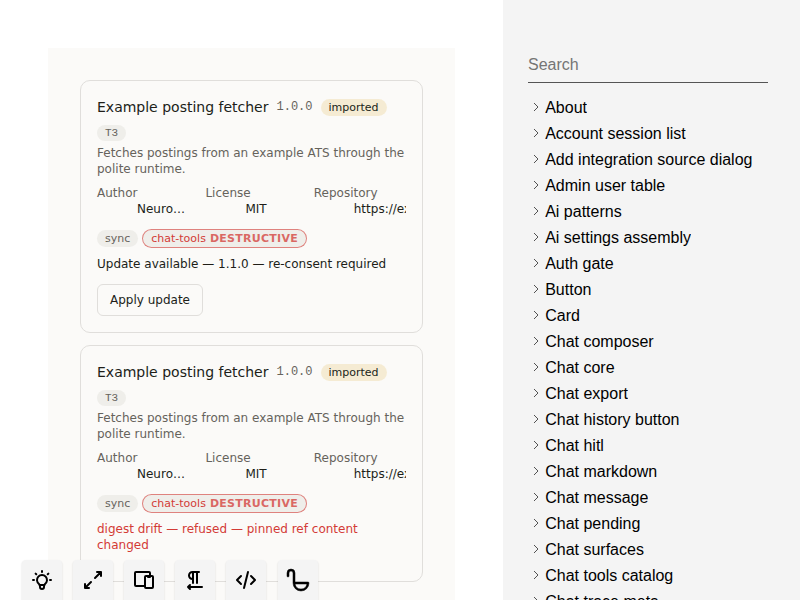 Example posting fetcher 1.0.0 imported
T3
Fetches postings from an example ATS through the
polite runtime.
Author License Repository
Neuro… MIT https://e
sync chat-tools DESTRUCTIVE
Update available — 1.1.0 — re-consent required
Apply update
Example posting fetcher 1.0.0 imported
T3
Fetches postings from an example ATS through the
polite runtime.
Author License Repository
Neuro… MIT https://e
sync chat-tools DESTRUCTIVE
digest drift — refused — pinned ref content
changed
Search
About
Account session list
Add integration source dialog
Admin user table
Ai patterns
Ai settings assembly
Auth gate
Button
Card
Chat composer
Chat core
Chat export
Chat history button
Chat hitl
Chat markdown
Chat message
Chat pending
Chat surfaces
Chat tools catalog